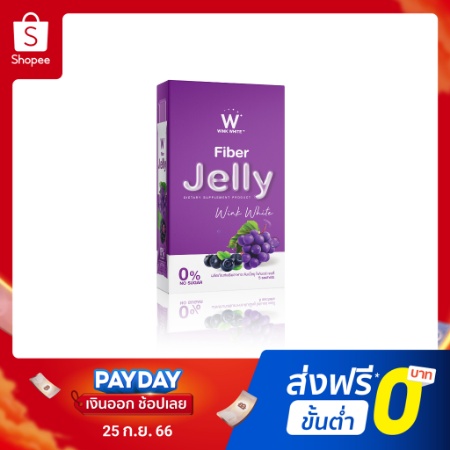 Shopee
W
WINK WHITE
Fiber
Jelly
DIETARY SUPPLEMENT PRODUCT
Wink White
0%
NO SUGAR
PAYDAY
เงินออก ช้อปเลย
25 ก.ย. 66
ส่งฟรี*
ขั้นต่ำ
0
บาท